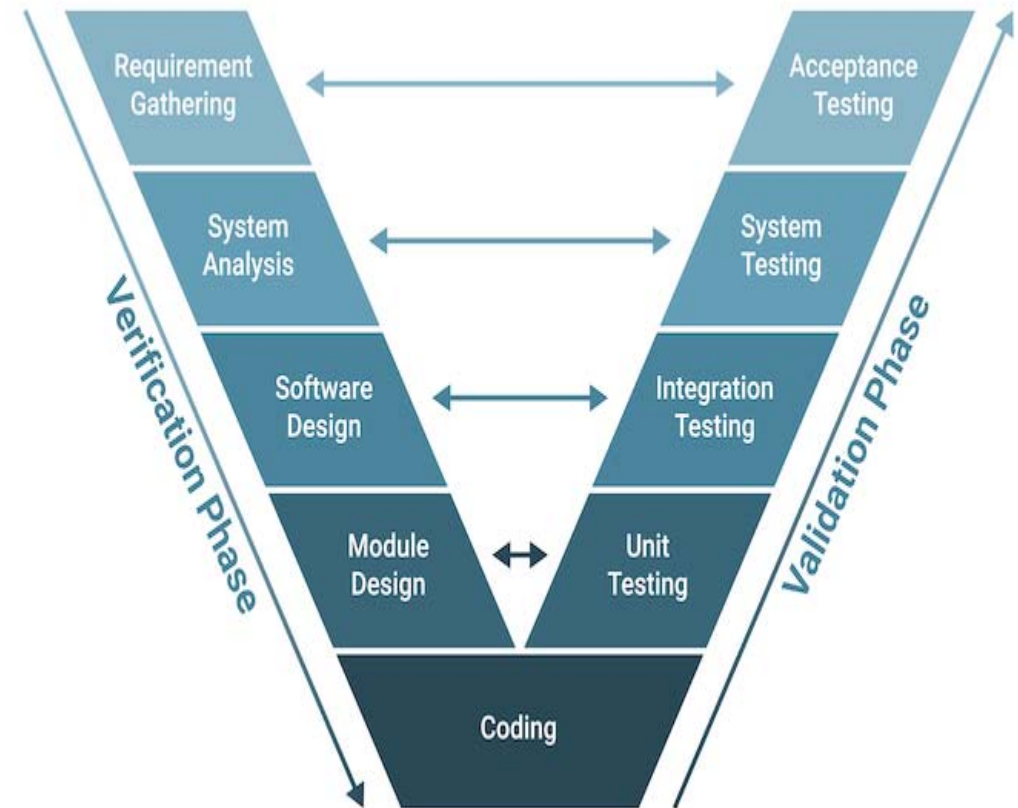 Requirement
Gathering
Acceptance
Testing
System
Analysis
System
Testing
Software
Design
Integration
Testing
Module
Design
Unit
Testing
Coding
Verification Phase
Validation Phase